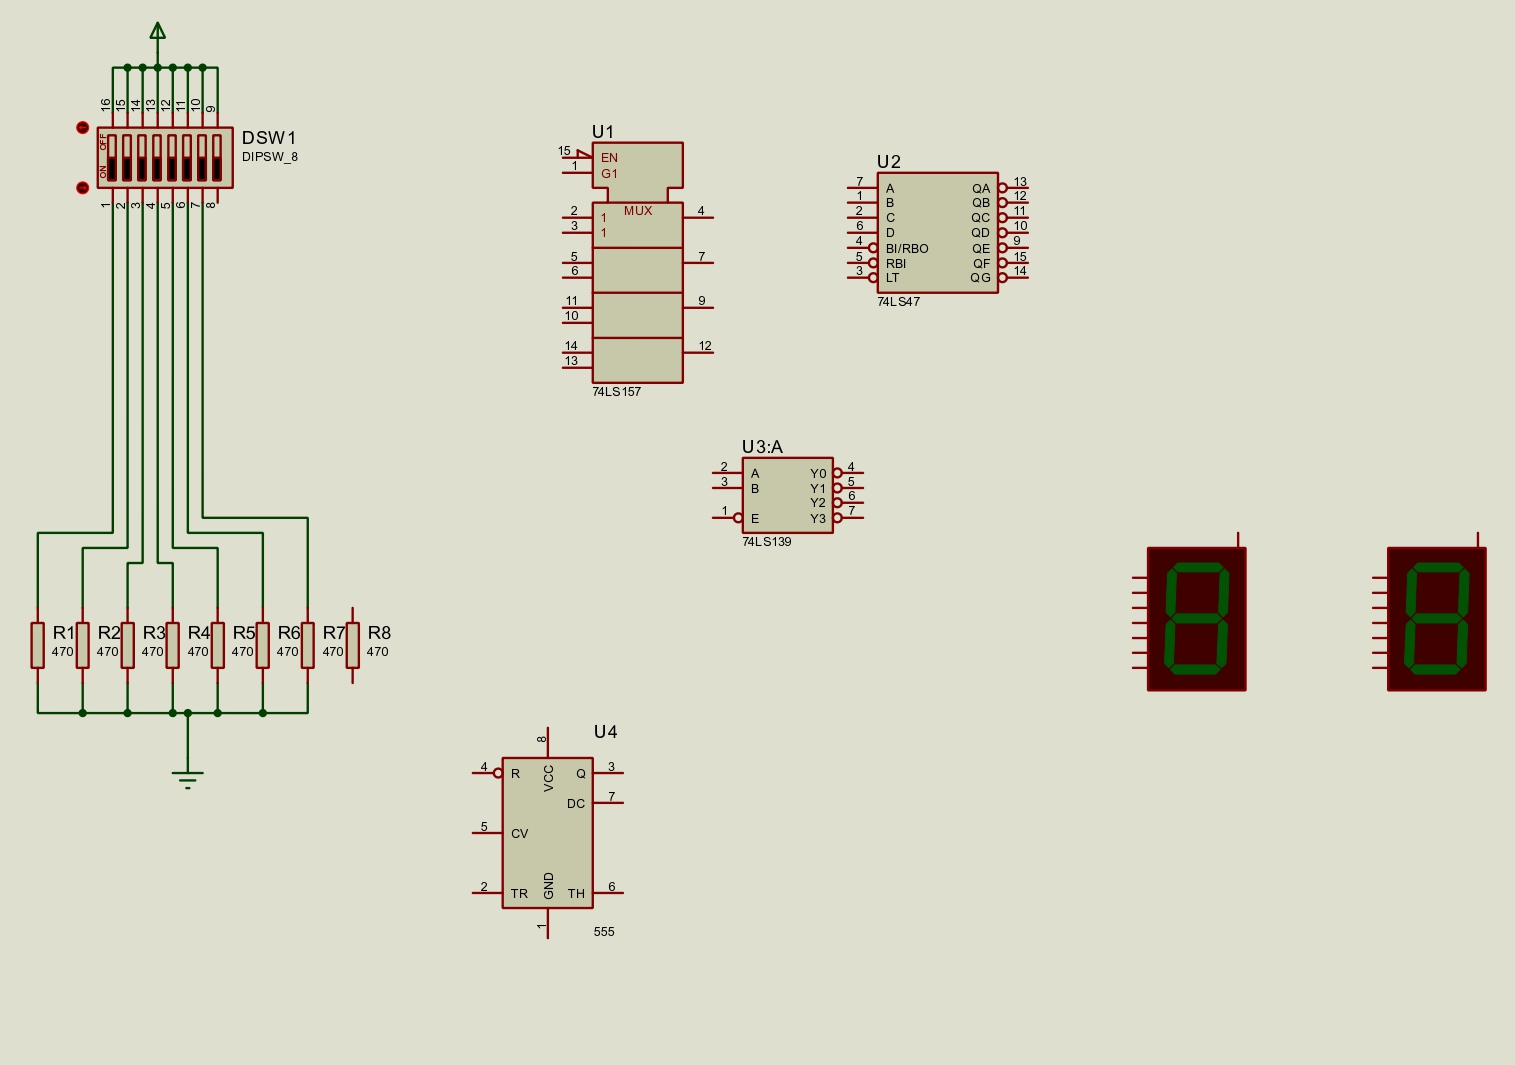 16 15 14 13 12 11 10 9
OFF
ON
DSW1
DIPSW_8
1 2 3 4 5 6 7 8
U1
15 EN
1 G1
MUX
2 1 4
3 1
5 7
6
11 9
10
14 12
13
74LS157
U2
7 A QA 13
1 B QB 12
2 C QC 11
6 D QD 10
4 BI/RBO QE 9
5 RBI QF 15
3 LT QG 14
74LS47
U3:A
2 A Y0 4
3 B Y1 5
Y2 6
1 E Y3 7
74LS139
R1 R2 R3 R4 R5 R6 R7 R8
470 470 470 470 470 470 470 470
U4
8
4 R VCC Q 3
DC 7
5 CV
2 TR GND TH 6
1
555